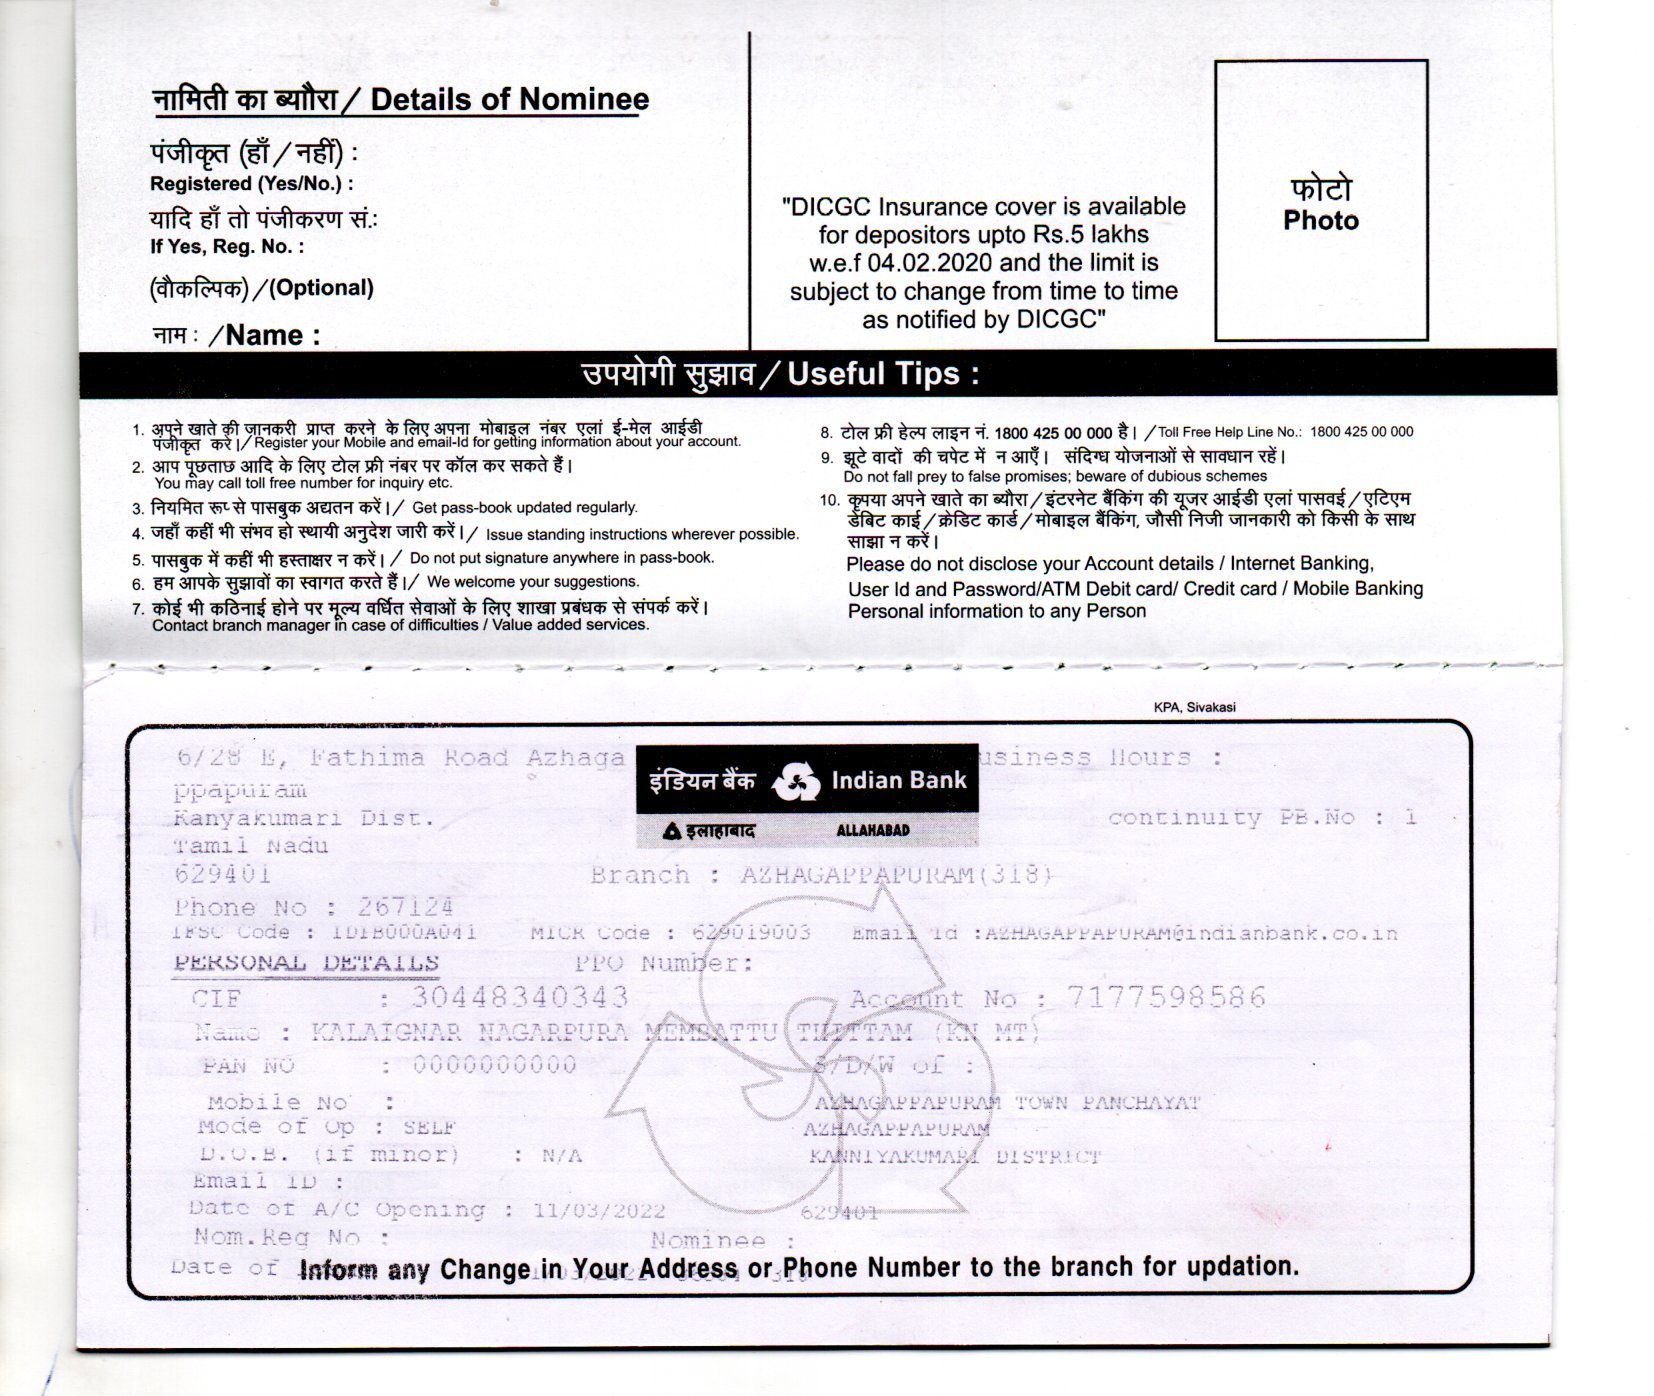 नामिती का ब्यौरा / Details of Nominee
पंजीकृत (हाँ / नहीं) :
Registered (Yes/No.) :
यादि हाँ तो पंजीकरण सं.:
If Yes, Reg. No. :
(वैकल्पिक) / (Optional)
नाम : / Name :
"DICGC Insurance cover is available
for depositors upto Rs.5 lakhs
w.e.f 04.02.2020 and the limit is
subject to change from time to time
as notified by DICGC"
फोटो
Photo
उपयोगी सुझाव / Useful Tips :
1. अपने खाते की जानकरी प्राप्त करने के लिए अपना मोबाइल नंबर एलां ई-मेल आईडी
पंजीकृत करे। / Register your Mobile and email-Id for getting information about your account.
2. आप पूछताछ आदि के लिए टोल फ्री नंबर पर कॉल कर सकते हैं।
You may call toll free number for inquiry etc.
3. नियमित रूप से पासबुक अद्यतन करें। / Get pass-book updated regularly.
4. जहाँ कहीं भी संभव हो स्थायी अनुदेश जारी करें। / Issue standing instructions wherever possible.
5. पासबुक में कहीं भी हस्ताक्षर न करें। / Do not put signature anywhere in pass-book.
6. हम आपके सुझावों का स्वागत करते हैं। / We welcome your suggestions.
7. कोई भी कठिनाई होने पर मूल्य वर्धित सेवाओं के लिए शाखा प्रबंधक से संपर्क करें।
Contact branch manager in case of difficulties / Value added services.
8. टोल फ्री हेल्प लाइन नं. 1800 425 00 000 है। / Toll Free Help Line No.: 1800 425 00 000
9. झूटे वादों की चपेट में न आएँ। संदिग्ध योजनाओं से सावधान रहें।
Do not fall prey to false promises; beware of dubious schemes
10. कृपया अपने खाते का ब्यौरा / इंटरनेट बैंकिंग की यूजर आईडी एलां पासवर्ड / एटिएम
डेबिट कार्ड / क्रेडिट कार्ड / मोबाइल बैंकिंग, जौसी निजी जानकारी को किसी के साथ
साझा न करें।
Please do not disclose your Account details / Internet Banking,
User Id and Password/ATM Debit card/ Credit card / Mobile Banking
Personal information to any Person
KPA, Sivakasi
6/28 E, Fathima Road Azhaga
usiness Hours :
इंडियन बैंक Indian Bank
इलाहाबाद ALLAHABAD
ppapuram
Kanyakumari Dist.
continuity PB.No : 1
Tamil Nadu
629401
Branch : AZHAGAPPAPURAM(318)
Phone No : 267124
IFSC Code : IDIB000A041 MICR Code : 629019003 Email Id :AZHAGAPPAPURAM@indianbank.co.in
PERSONAL DETAILS PPO Number:
CIF : 30448340343 Account No : 7177598586
Name : KALAIGNAR NAGARPURA MEMBATTU THITTAM (KN MT)
PAN NO : 0000000000 S/D/W of :
Mobile No : AZHAGAPPAPURAM TOWN PANCHAYAT
Mode of Op : SELF AZHAGAPPAPURAM
D.O.B. (if minor) : N/A KANNIYAKUMARI DISTRICT
Email ID :
Date of A/C Opening : 11/03/2022 629401
Nom.Reg No : Nominee :
Date of
Inform any Change in Your Address or Phone Number to the branch for updation.